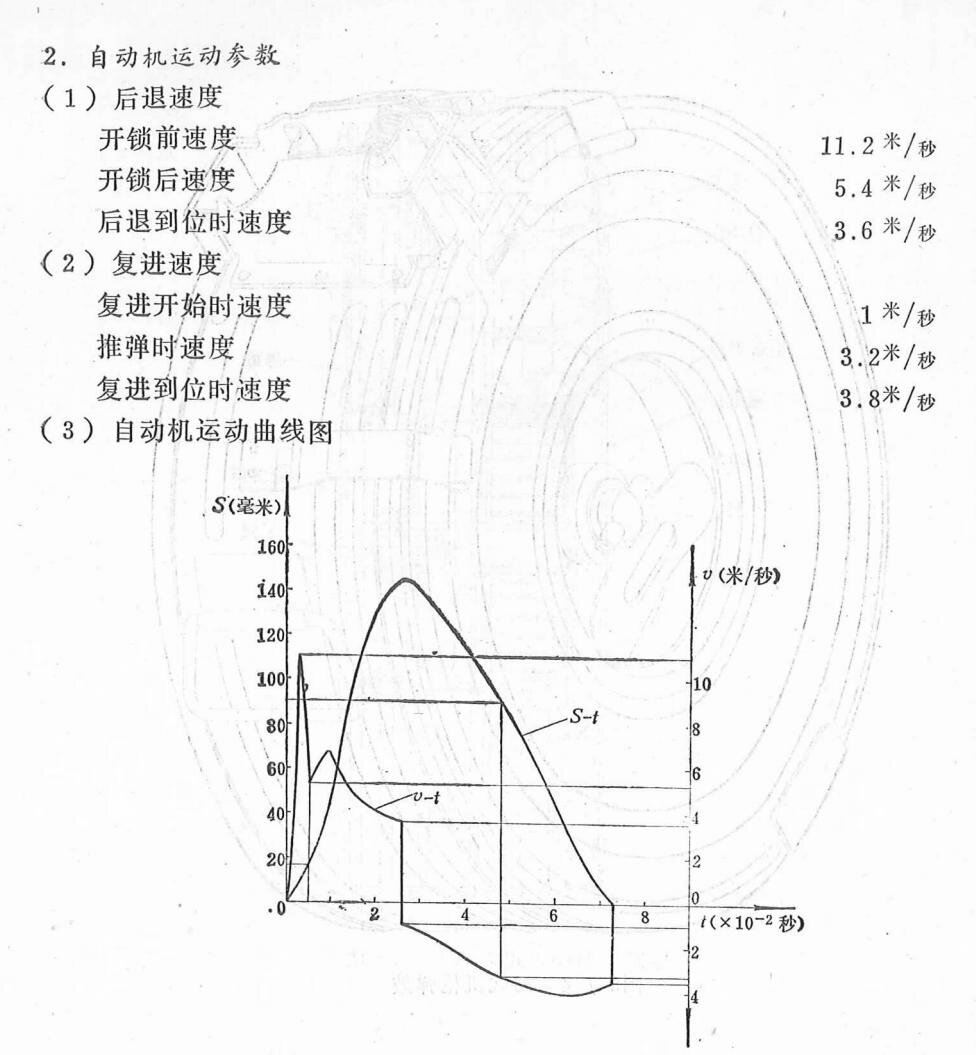 2. 自动机运动参数
(1)后退速度
开锁前速度 11.2 米/秒
开锁后速度 5.4 米/秒
后退到位时速度 3.6 米/秒
(2)复进速度
复进开始时速度 1 米/秒
推弹时速度 3.2米/秒
复进到位时速度 3.8米/秒
(3)自动机运动曲线图
S(毫米)
160
140
120
100
80
60
40
20
0
υ(米/秒)
10
8
6
4
2
0
2
4
S-t
υ-t
2 4 6 8
t(×10⁻² 秒)